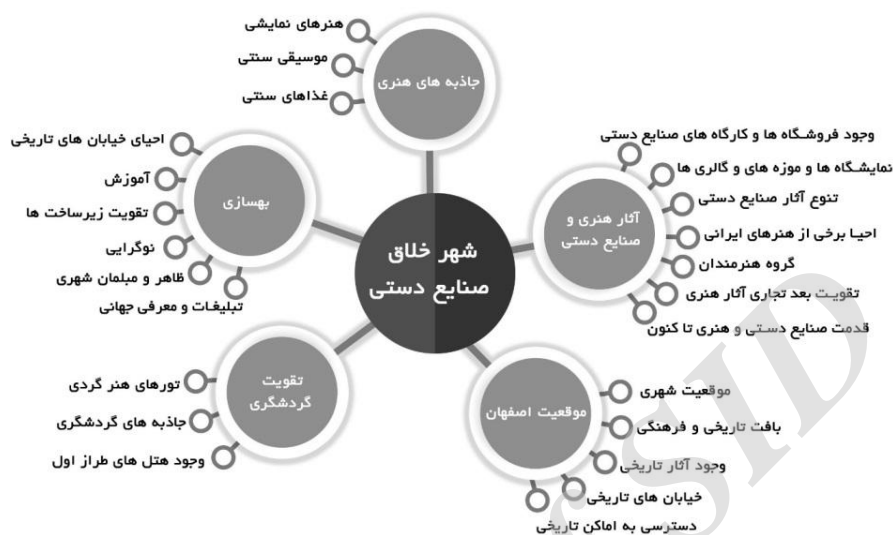 شهر خلاق
صنایع دستی
جاذبه های هنری
هنرهای نمایشی
موسیقی سنتی
غذاهای سنتی
آثار هنری و
صنایع دستی
وجود فروشگاه ها و کارگاه های صنایع دستی
نمایشگاه ها و موزه های و گالری ها
تنوع آثار صنایع دستی
احیا برخی از هنرهای ایرانی
گروه هنرمندان
تقویت بعد تجاری آثار هنری
قدمت صنایع دستی و هنری تا کنون
موقعیت اصفهان
موقعیت شهری
بافت تاریخی و فرهنگی
وجود آثار تاریخی
خیابان های تاریخی
دسترسی به اماکن تاریخی
تقویت
گردشگری
تورهای هنر گردی
جاذبه های گردشگری
وجود هتل های طراز اول
بهسازی
احیای خیابان های تاریخی
آموزش
تقویت زیرساخت ها
نوگرایی
ظاهر و مبلمان شهری
تبلیغات و معرفی جهانی
SID